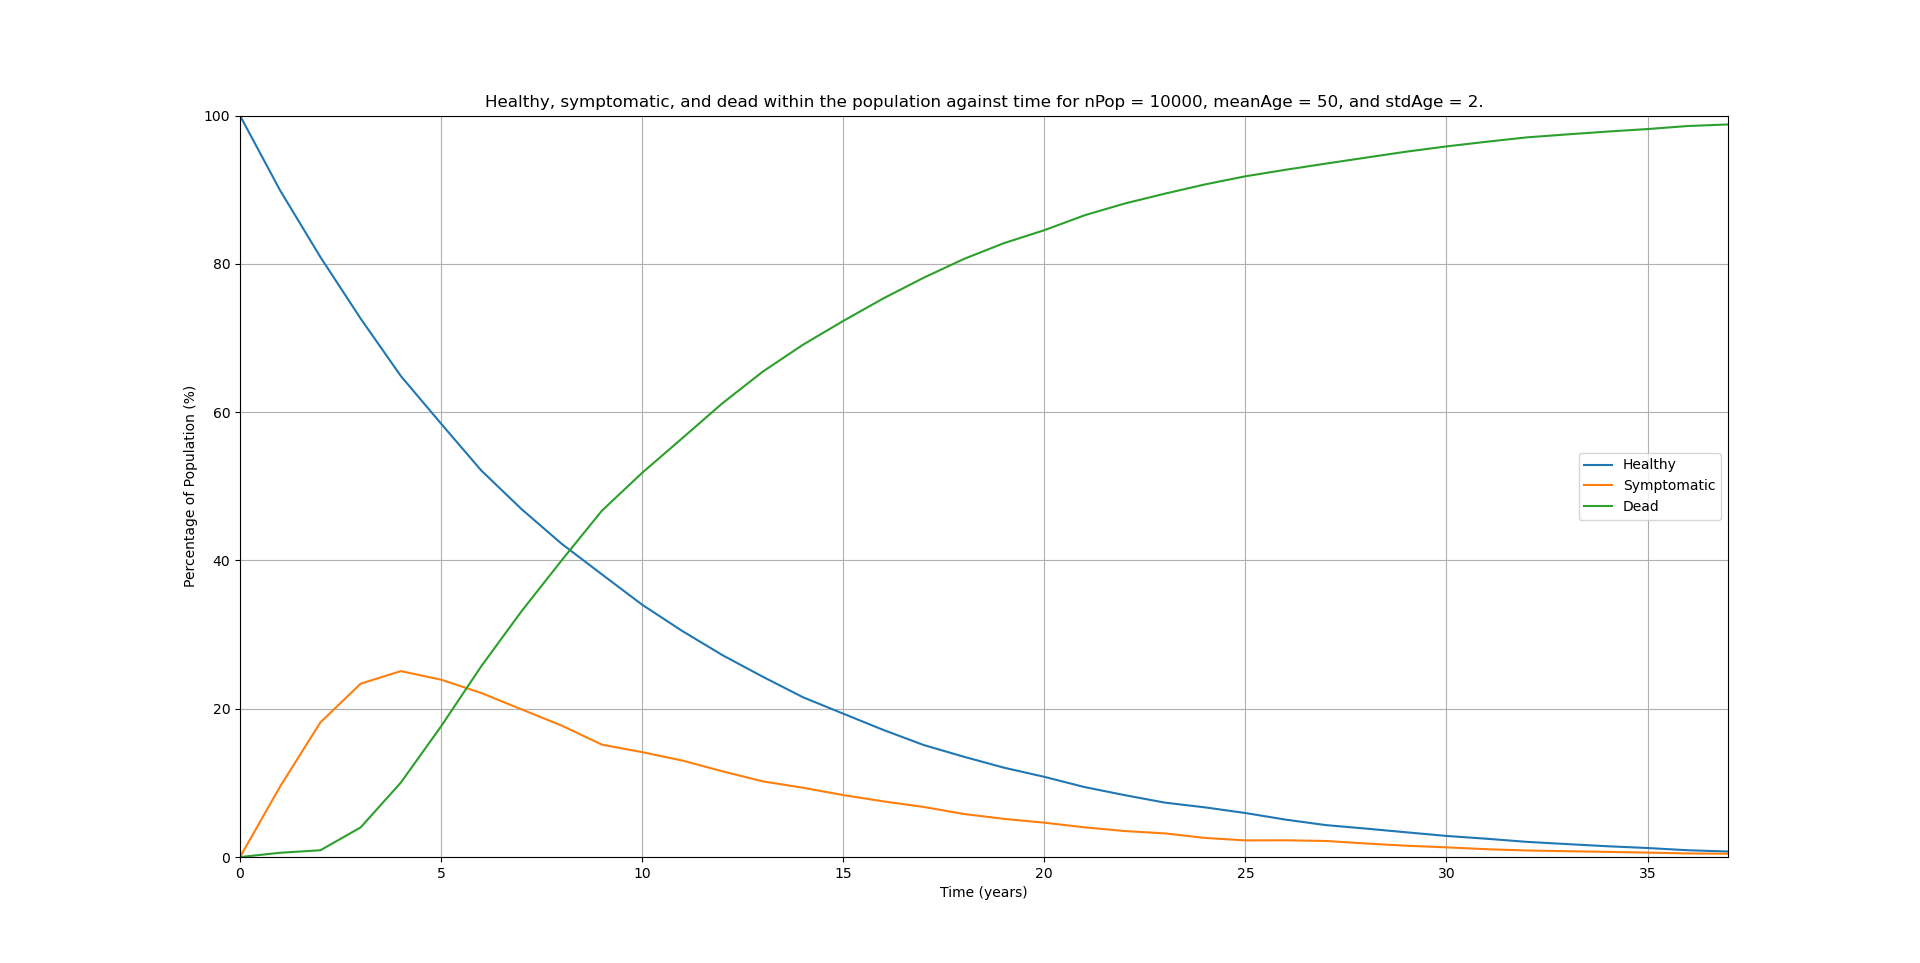 Healthy, symptomatic, and dead within the population against time for nPop = 10000, meanAge = 50, and stdAge = 2.
100
80
60
40
20
0
Percentage of Population (%)
Healthy
Symptomatic
Dead
0 5 10 15 20 25 30 35
Time (years)